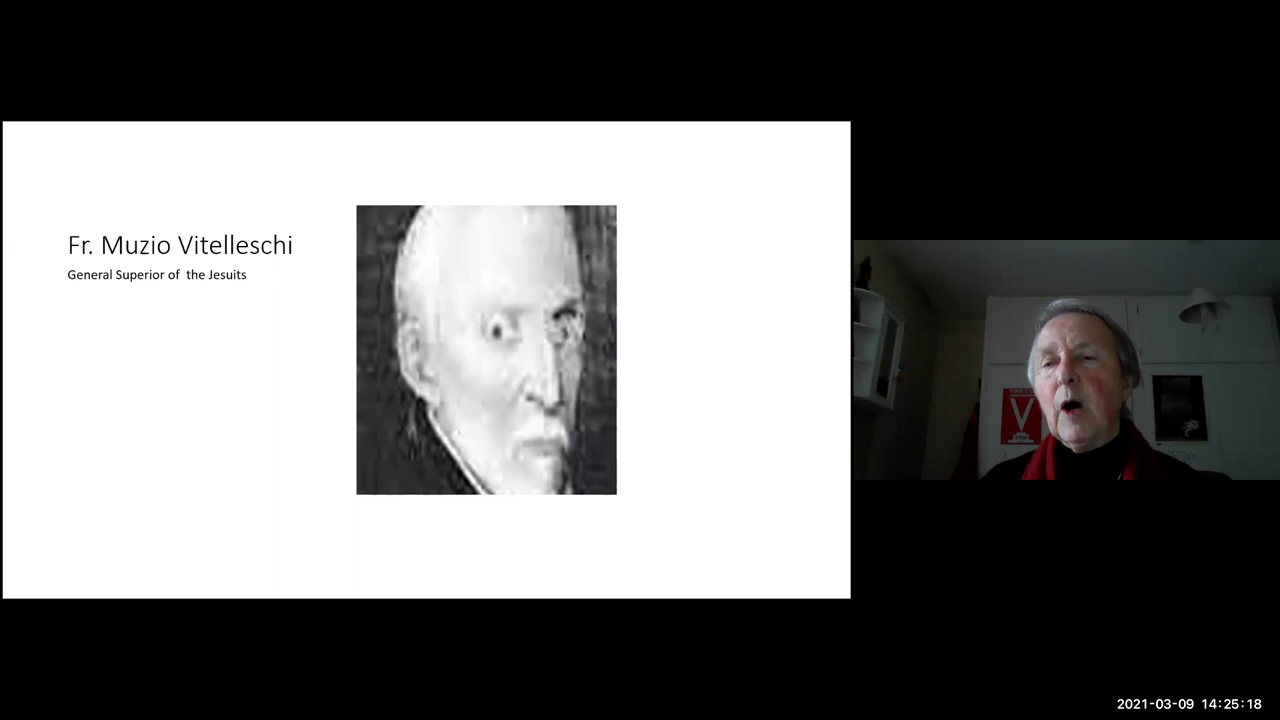 Fr. Muzio Vitelleschi
General Superior of  the Jesuits
V
2021-03-09 14:25:18